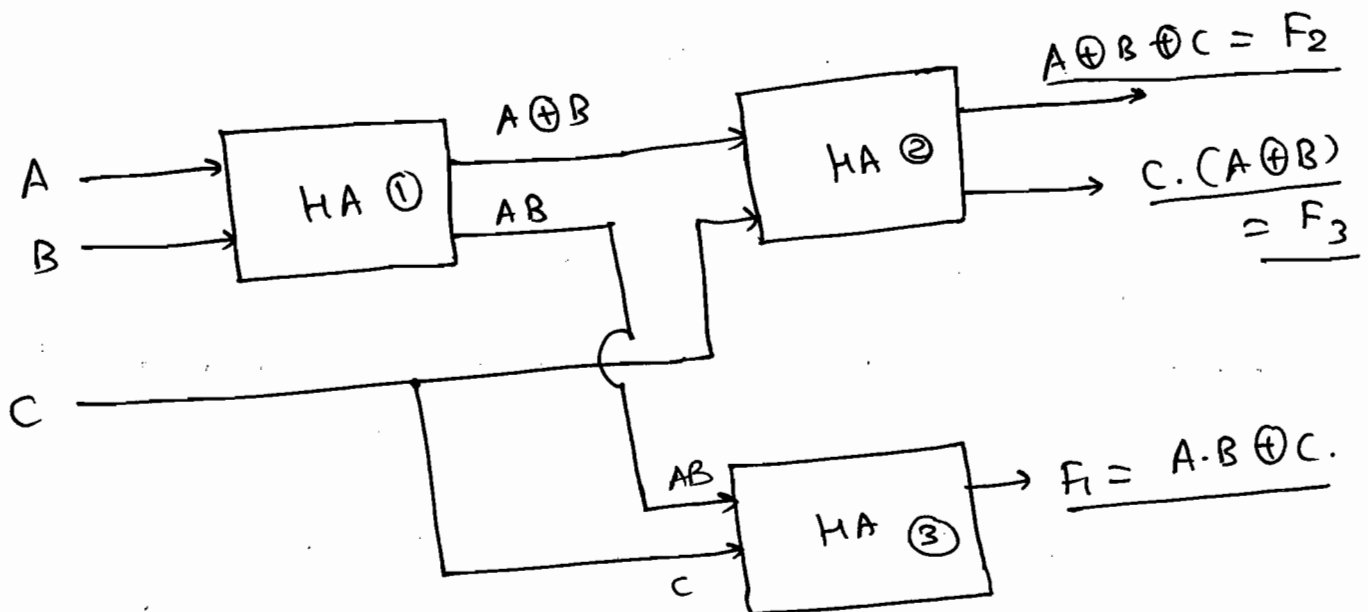 A ⊕ B ⊕ C = F2
A ⊕ B
A
HA ①
HA ②
C. (A ⊕ B)
= F3
AB
B
C
AB
HA ③
F1 = A.B ⊕ C.
C